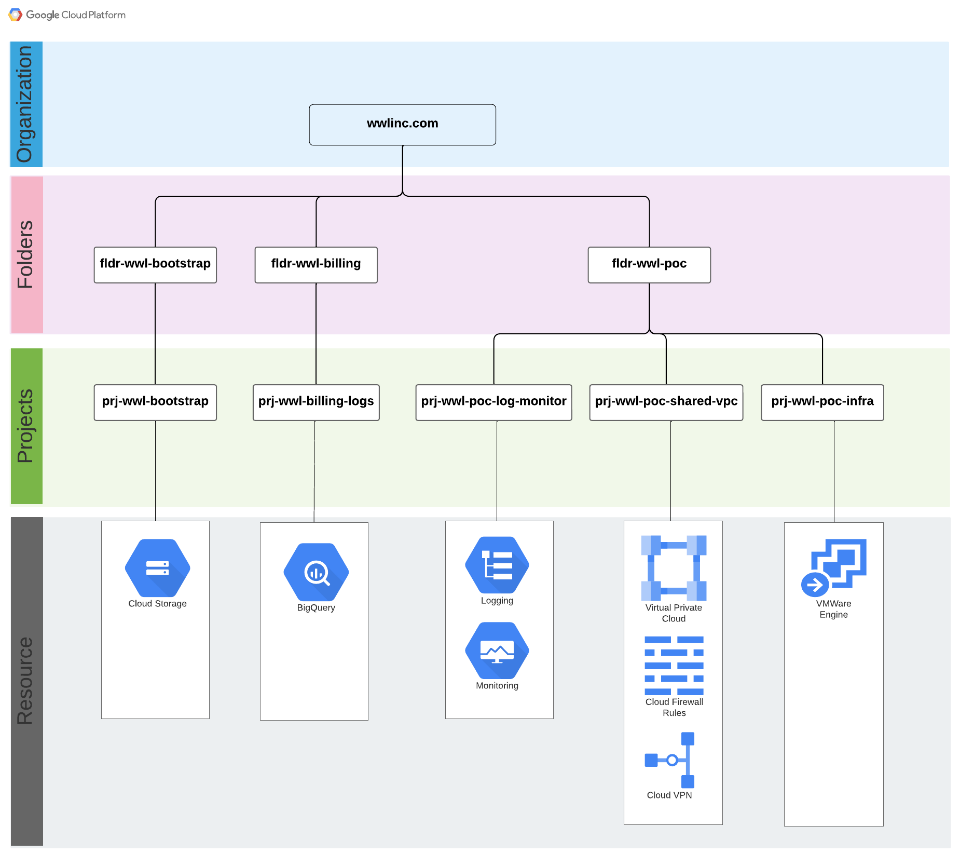 Google Cloud Platform
Organization
wwlinc.com
Folders
fldr-wwl-bootstrap
fldr-wwl-billing
fldr-wwl-poc
Projects
prj-wwl-bootstrap
prj-wwl-billing-logs
prj-wwl-poc-log-monitor
prj-wwl-poc-shared-vpc
prj-wwl-poc-infra
Resource
Cloud Storage
BigQuery
Logging
Monitoring
Virtual Private
Cloud
Cloud Firewall
Rules
Cloud VPN
VMWare
Engine